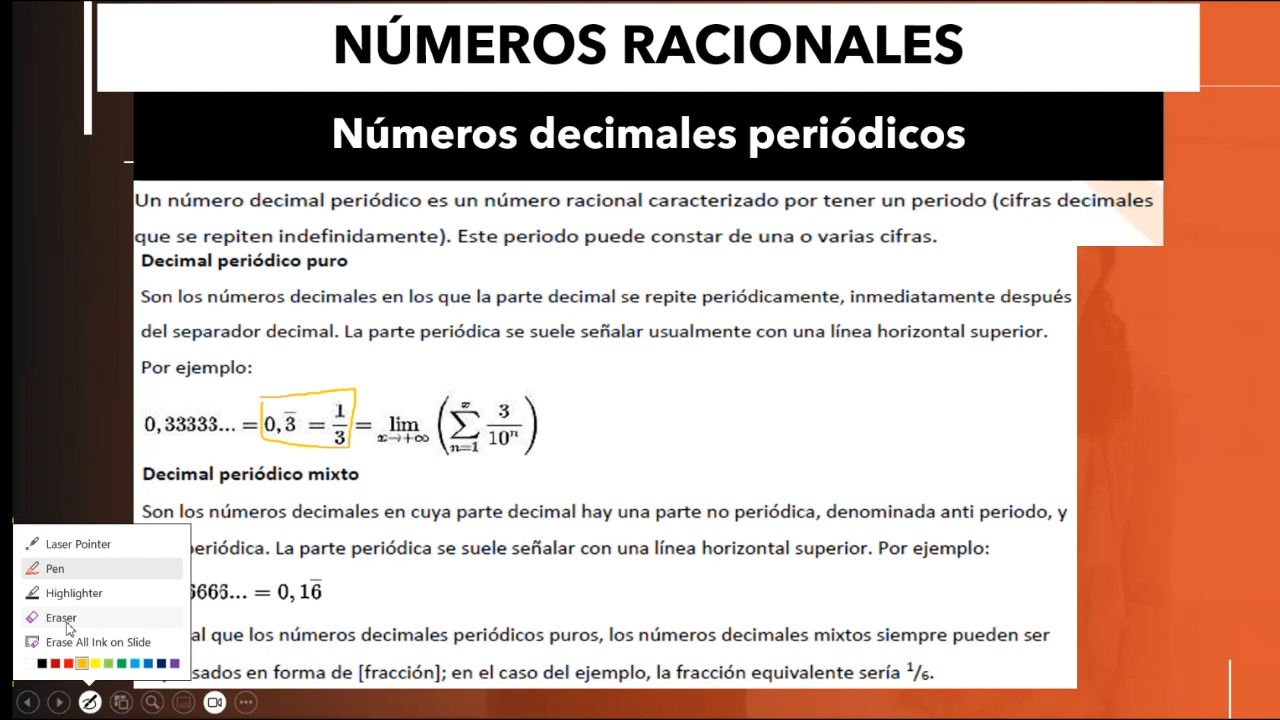 NÚMEROS RACIONALES
Números decimales periódicos
Un número decimal periódico es un número racional caracterizado por tener un periodo (cifras decimales
que se repiten indefinidamente). Este periodo puede constar de una o varias cifras.
Decimal periódico puro
Son los números decimales en los que la parte decimal se repite periódicamente, inmediatamente después
del separador decimal. La parte periódica se suele señalar usualmente con una línea horizontal superior.
Por ejemplo:
0,33333... = 0,3̅ = 1/3 = lim x→+∞ (∑ n=1 x 3/10ⁿ)
Decimal periódico mixto
Son los números decimales en cuya parte decimal hay una parte no periódica, denominada anti periodo, y
periódica. La parte periódica se suele señalar con una línea horizontal superior. Por ejemplo:
6666... = 0,16̅
al que los números decimales periódicos puros, los números decimales mixtos siempre pueden ser
sados en forma de [fracción]; en el caso del ejemplo, la fracción equivalente sería ¹/₆.
Laser Pointer
Pen
Highlighter
Eraser
Erase All Ink on Slide